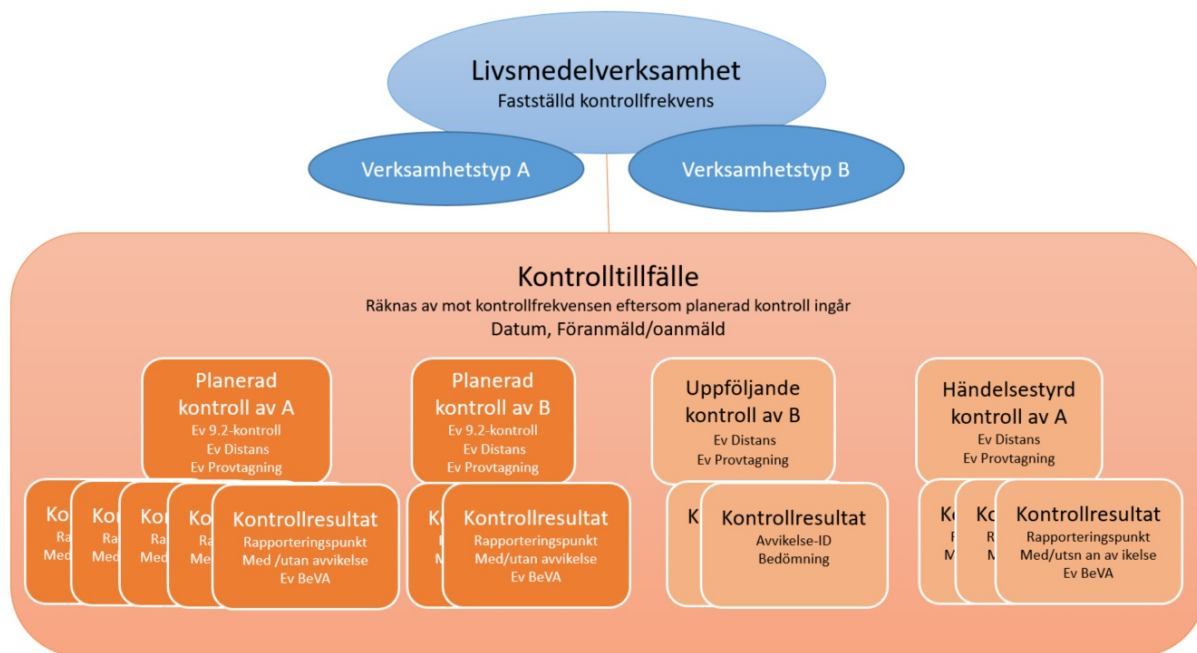 Livsmedelverksamhet
Fastställd kontrollfrekvens
Verksamhetstyp A
Verksamhetstyp B
Kontrolltillfälle
Räknas av mot kontrollfrekvensen eftersom planerad kontroll ingår
Datum, Föranmäld/oanmäld
Planerad
kontroll av A
Ev 9.2-kontroll
Ev Distans
Ev Provtagning
Planerad
kontroll av B
Ev 9.2-kontroll
Ev Distans
Ev Provtagning
Uppföljande
kontroll av B
Ev Distans
Ev Provtagning
Händelsestyrd
kontroll av A
Ev Distans
Ev Provtagning
Kontrollresultat
Rapporteringspunkt
Med /utan avvikelse
Ev BeVA
Kontrollresultat
Rapporteringspunkt
Med/utan avvikelse
Ev BeVA
Kontrollresultat
Avvikelse-ID
Bedömning
Kontrollresultat
Rapporteringspunkt
Med/utsn an av ikelse
Ev BeVA